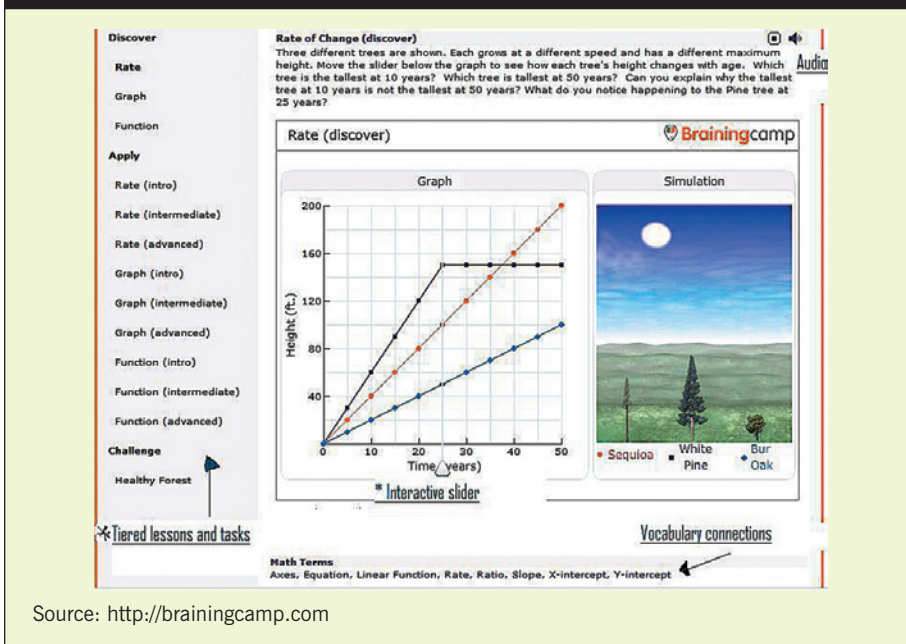 Discover
Rate
Graph
Function
Apply
Rate (intro)
Rate (intermediate)
Rate (advanced)
Graph (intro)
Graph (intermediate)
Graph (advanced)
Function (intro)
Function (intermediate)
Function (advanced)
Challenge
Healthy Forest
* Tiered lessons and tasks
Rate of Change (discover)
Three different trees are shown. Each grows at a different speed and has a different maximum
height. Move the slider below the graph to see how each tree's height changes with age. Which
tree is the tallest at 10 years? Which tree is tallest at 50 years? Can you explain why the tallest
tree at 10 years is not the tallest at 50 years? What do you notice happening to the Pine tree at
25 years?
Rate (discover)
Brainingcamp
Graph
200
160
120
80
40
Height (ft.)
0 10 20 30 40 50
Time (years)
* Interactive slider
Simulation
Sequioa
White
Pine
Bur
Oak
Vocabulary connections
Math Terms
Axes, Equation, Linear Function, Rate, Ratio, Slope, X-intercept, Y-intercept
Source: http://brainingcamp.com